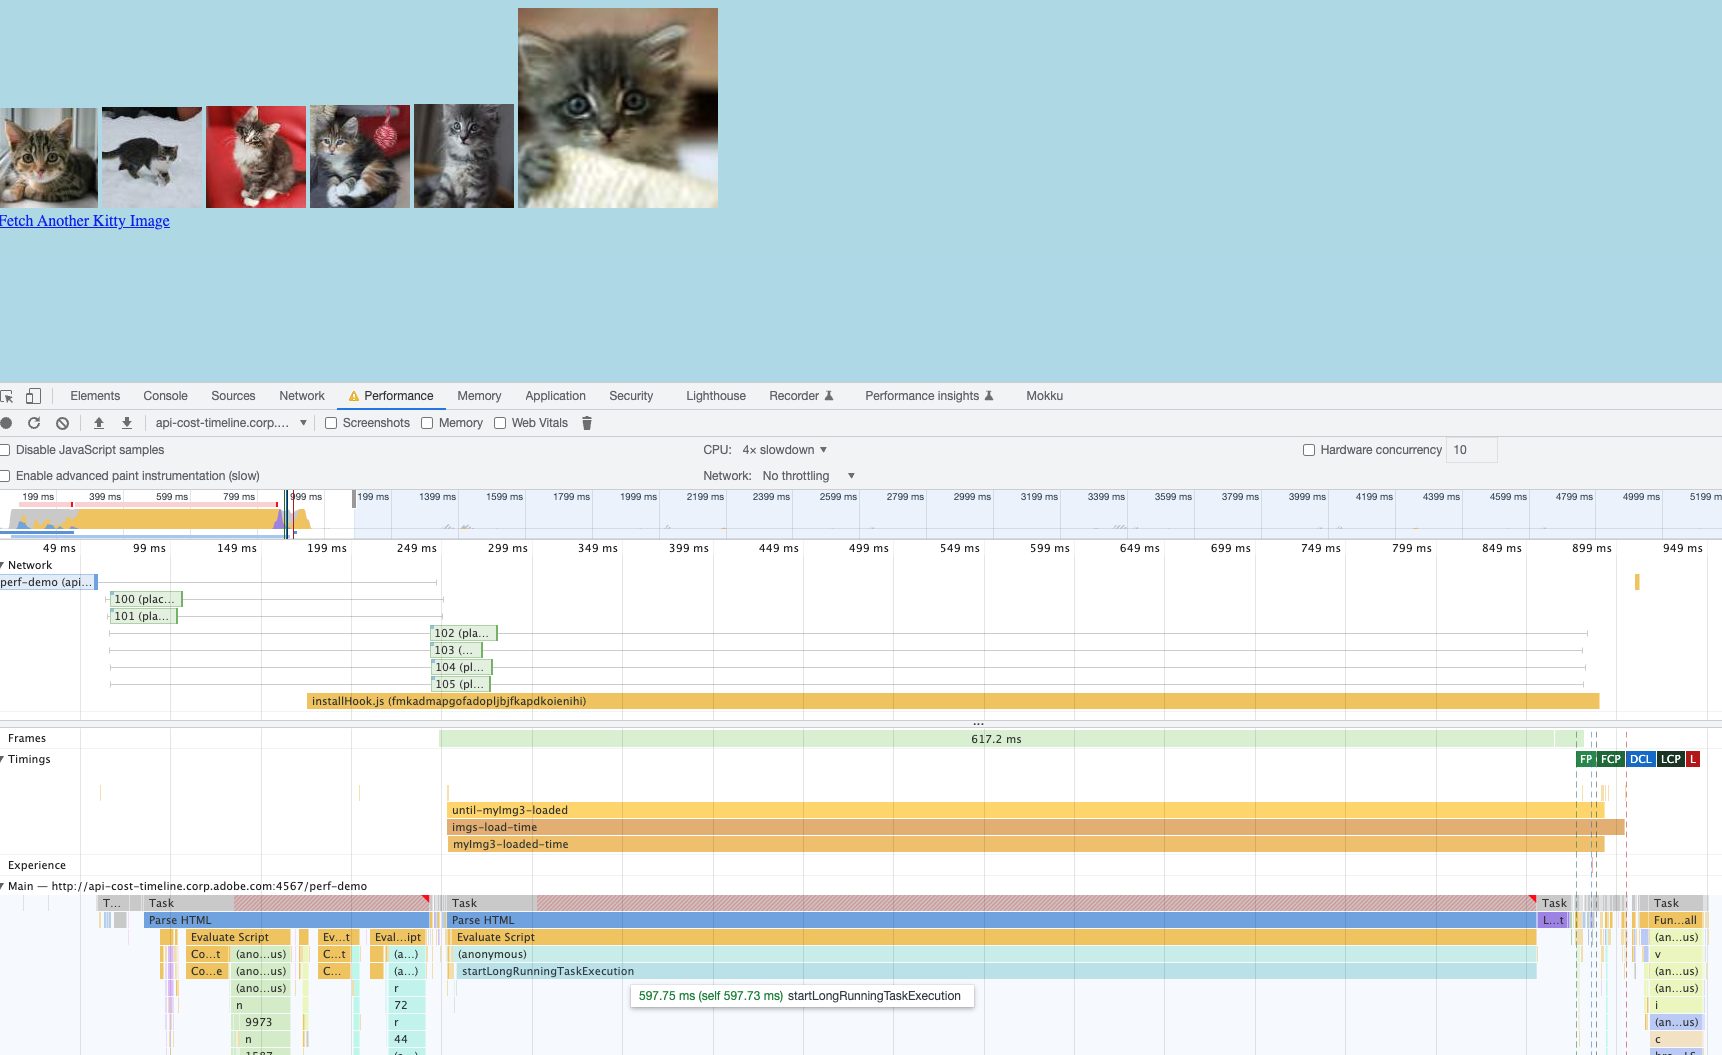 Fetch Another Kitty Image
Elements Console Sources Network Performance Memory Application Security Lighthouse Recorder Performance insights Mokku
api-cost-timeline.corp.... Screenshots Memory Web Vitals
Disable JavaScript samples CPU: 4× slowdown Hardware concurrency 10
Enable advanced paint instrumentation (slow) Network: No throttling
199 ms 399 ms 599 ms 799 ms 999 ms 199 ms 1399 ms 1599 ms 1799 ms 1999 ms 2199 ms 2399 ms 2599 ms 2799 ms 2999 ms 3199 ms 3399 ms 3599 ms 3799 ms 3999 ms 4199 ms 4399 ms 4599 ms 4799 ms 4999 ms 5199 m
49 ms 99 ms 149 ms 199 ms 249 ms 299 ms 349 ms 399 ms 449 ms 499 ms 549 ms 599 ms 649 ms 699 ms 749 ms 799 ms 849 ms 899 ms 949 ms
Network
perf-demo (api...
100 (plac...
101 (pla...
102 (pla...
103 (...
104 (pl...
105 (pl...
installHook.js (fmkadmapgofadopljbjfkapdkoienihi)
...
Frames 617.2 ms
Timings FP FCP DCL LCP L
until-myImg3-loaded
imgs-load-time
myImg3-loaded-time
Experience
Main — http://api-cost-timeline.corp.adobe.com:4567/perf-demo
T... Task Task Task Task
Parse HTML Parse HTML L...t Fun...all
Evaluate Script Ev...t Eval...ipt Evaluate Script (an...us)
Co...t (ano...us) C...t (a...) (anonymous) v
Co...e (ano...us) C... (a...) startLongRunningTaskExecution (an...us)
(ano...us) r (an...us)
597.75 ms (self 597.73 ms) startLongRunningTaskExecution
n 72 i
9973 r (an...us)
n 44 c